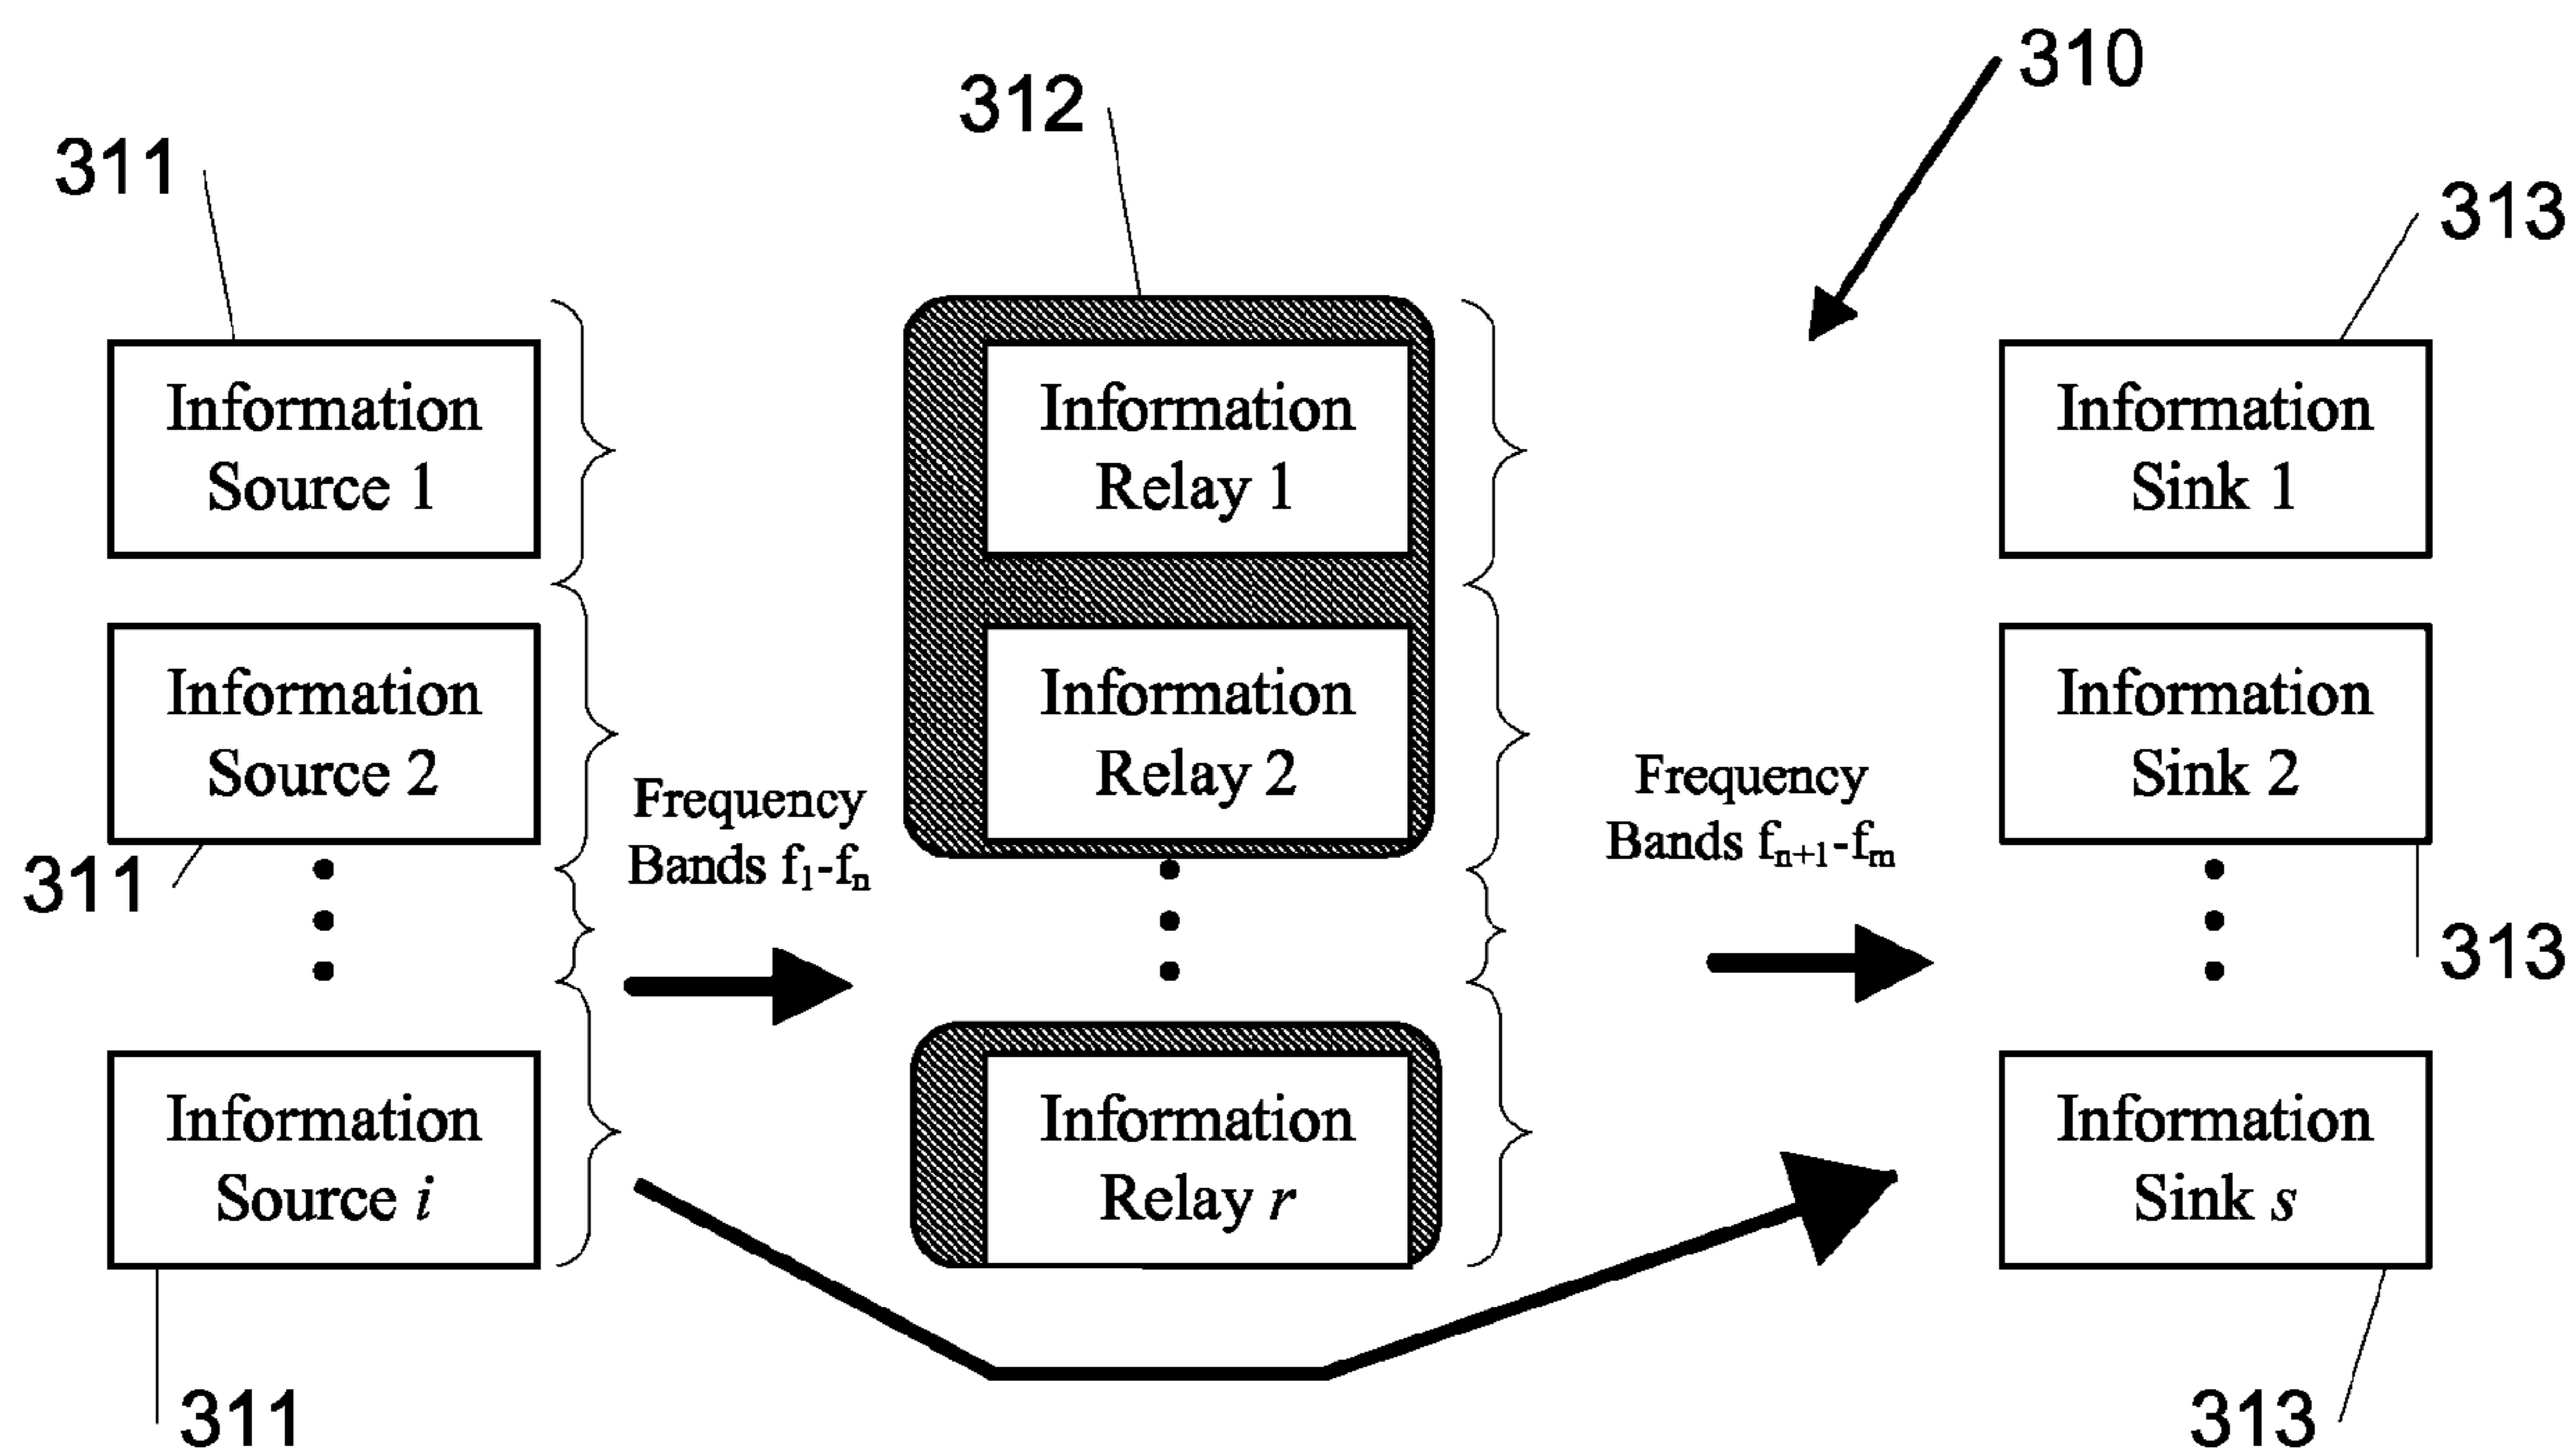 310
312
311
313
Information
Source 1
Information
Relay 1
Information
Sink 1
Information
Source 2
Information
Relay 2
Information
Sink 2
Frequency
Bands f₁-fₙ
Frequency
Bands fₙ₊₁-fₘ
311
313
Information
Source i
Information
Relay r
Information
Sink s
311
313